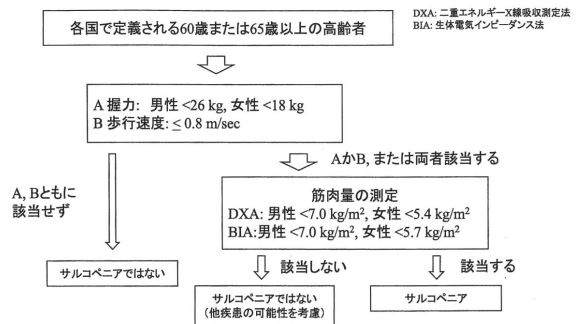 各国で定義される60歳または65歳以上の高齢者
DXA: 二重エネルギーX線吸収測定法
BIA: 生体電気インピーダンス法
A 握力: 男性 <26 kg, 女性 <18 kg
B 歩行速度: ≤ 0.8 m/sec
AかB, または両者該当する
A, Bともに
該当せず
筋肉量の測定
DXA: 男性 <7.0 kg/m², 女性 <5.4 kg/m²
BIA:男性 <7.0 kg/m², 女性 <5.7 kg/m²
該当しない
該当する
サルコペニアではない
サルコペニアではない
(他疾患の可能性を考慮)
サルコペニア